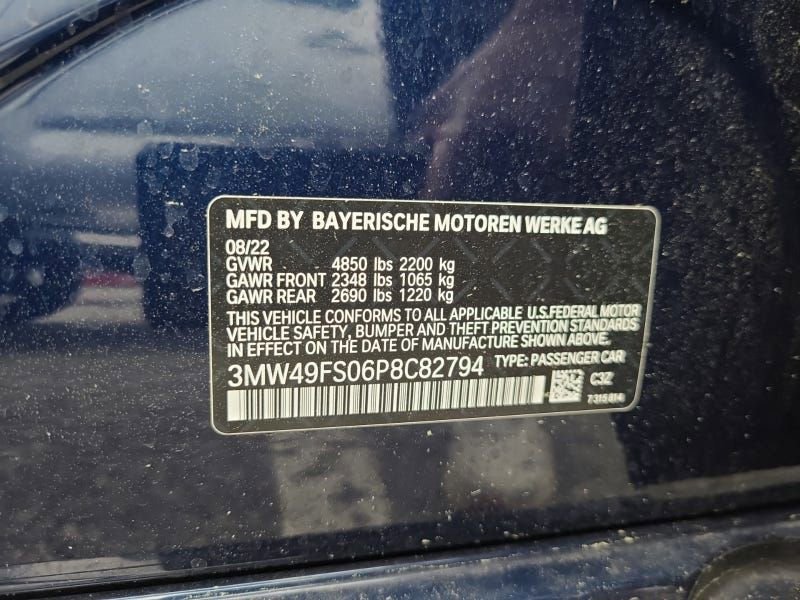 MFD BY BAYERISCHE MOTOREN WERKE AG
08/22
GVWR 4850 lbs 2200 kg
GAWR FRONT 2348 lbs 1065 kg
GAWR REAR 2690 lbs 1220 kg
THIS VEHICLE CONFORMS TO ALL APPLICABLE U.S.FEDERAL MOTOR
VEHICLE SAFETY, BUMPER AND THEFT PREVENTION STANDARDS
IN EFFECT ON THE DATE OF MANUFACTURE SHOWN ABOVE.
3MW49FS06P8C82794 TYPE: PASSENGER CAR
C3Z
7315814